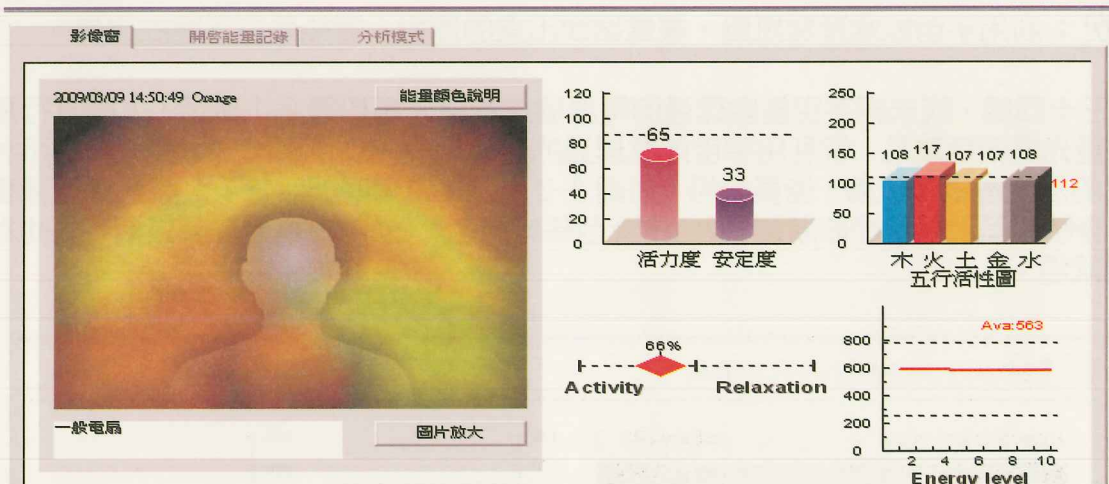 影像窗 開啓能量記錄 分析模式
2009/03/09 14:50:49 Orange 能量顏色說明
一般電扇 圖片放大
120
100
80
60
40
20
0
65
33
活力度 安定度
250
200
150
100
50
0
108 117 107 107 108
112
木 火 土 金 水
五行活性圖
66%
Activity Relaxation
Ava:563
800
600
400
200
0
2 4 6 8 10
Energy level